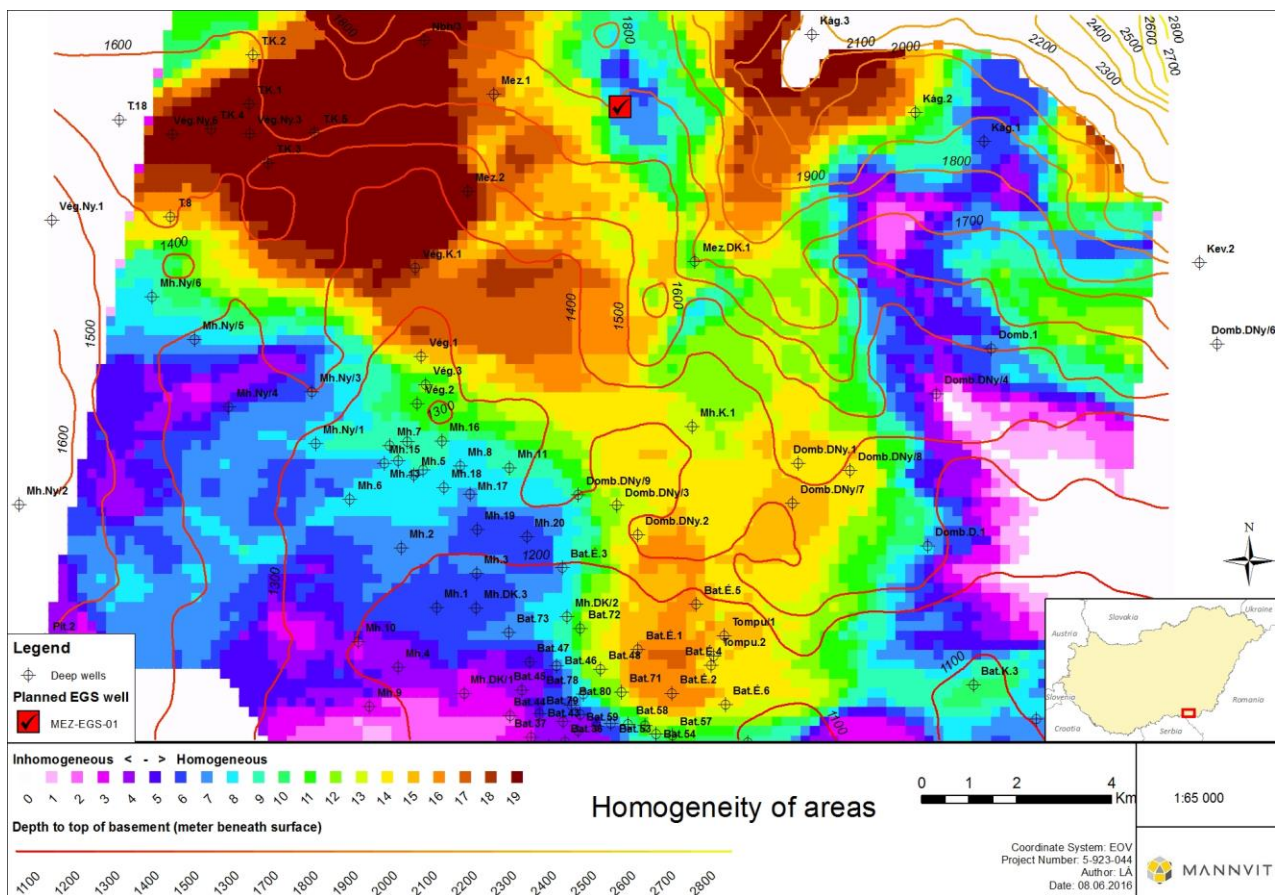 1600
1800
T.K.2
Kág.3
2100
2000
2200
2400
2500
2600
2800
2700
2300
Mez.1
1800
T.K.1
T.18
Vég.Ny.3
T.K.4
T.K.5
Kág.2
Kág.1
T.K.3
1800
1900
Mez.2
Vég.Ny.1
T.8
1700
1400
Mez.DK.1
Kev.2
Vég.K.1
Mh.Ny/6
1600
1400
1500
1500
Mh.Ny/5
Domb.1
Domb.DNy/6
Vég.1
Vég.3
Mh.Ny/3
Domb.DNy/4
Mh.Ny/4
Vég.2
1300
1600
Mh.K.1
Mh.Ny/1
Mh.7
Mh.16
Mh.15
Mh.8
Mh.11
Domb.DNy.1
Domb.DNy/8
Mh.5
Mh.13
Mh.18
Mh.6
Mh.17
Domb.DNy/9
Mh.Ny/2
Domb.DNy/3
Domb.DNy/7
Mh.19
Mh.20
Domb.DNy.2
Mh.2
Domb.D.1
1200
Bat.É.3
Mh.3
N
1300
Mh.1
Mh.DK.3
Bat.É.5
Mh.DK/2
Bat.72
Bat.73
Tompu/1
Mh.10
Bat.É.1
Tompu.2
Bat.47
Bat.É.4
Mh.4
Bat.46
Bat.48
1100
Bat.K.3
Bat.45
Bat.78
Bat.71
Bat.É.2
Mh.DK/1
Bat.80
Bat.É.6
Mh.9
Bat.44
Bat.79
Bat.43
Bat.59
Bat.58
Bat.57
Bat.37
Bat.53
Bat.54
1100
Legend
Deep wells
Planned EGS well
MEZ-EGS-01
Slovakia
Ukraine
Austria
Slovenia
Romania
Croatia
Serbia
Inhomogeneous < - > Homogeneous
0 1 2 3 4 5 6 7 8 9 10 11 12 13 14 15 16 17 18 19
Homogeneity of areas
0 1 2 4
Km
1:65 000
Depth to top of basement (meter beneath surface)
1100 1200 1300 1400 1500 1600 1700 1800 1900 2000 2100 2200 2300 2400 2500 2600 2700 2800
Coordinate System: EOV
Project Number: 5-923-044
Author: LÁ
Date: 08.06.2016
MANNVIT